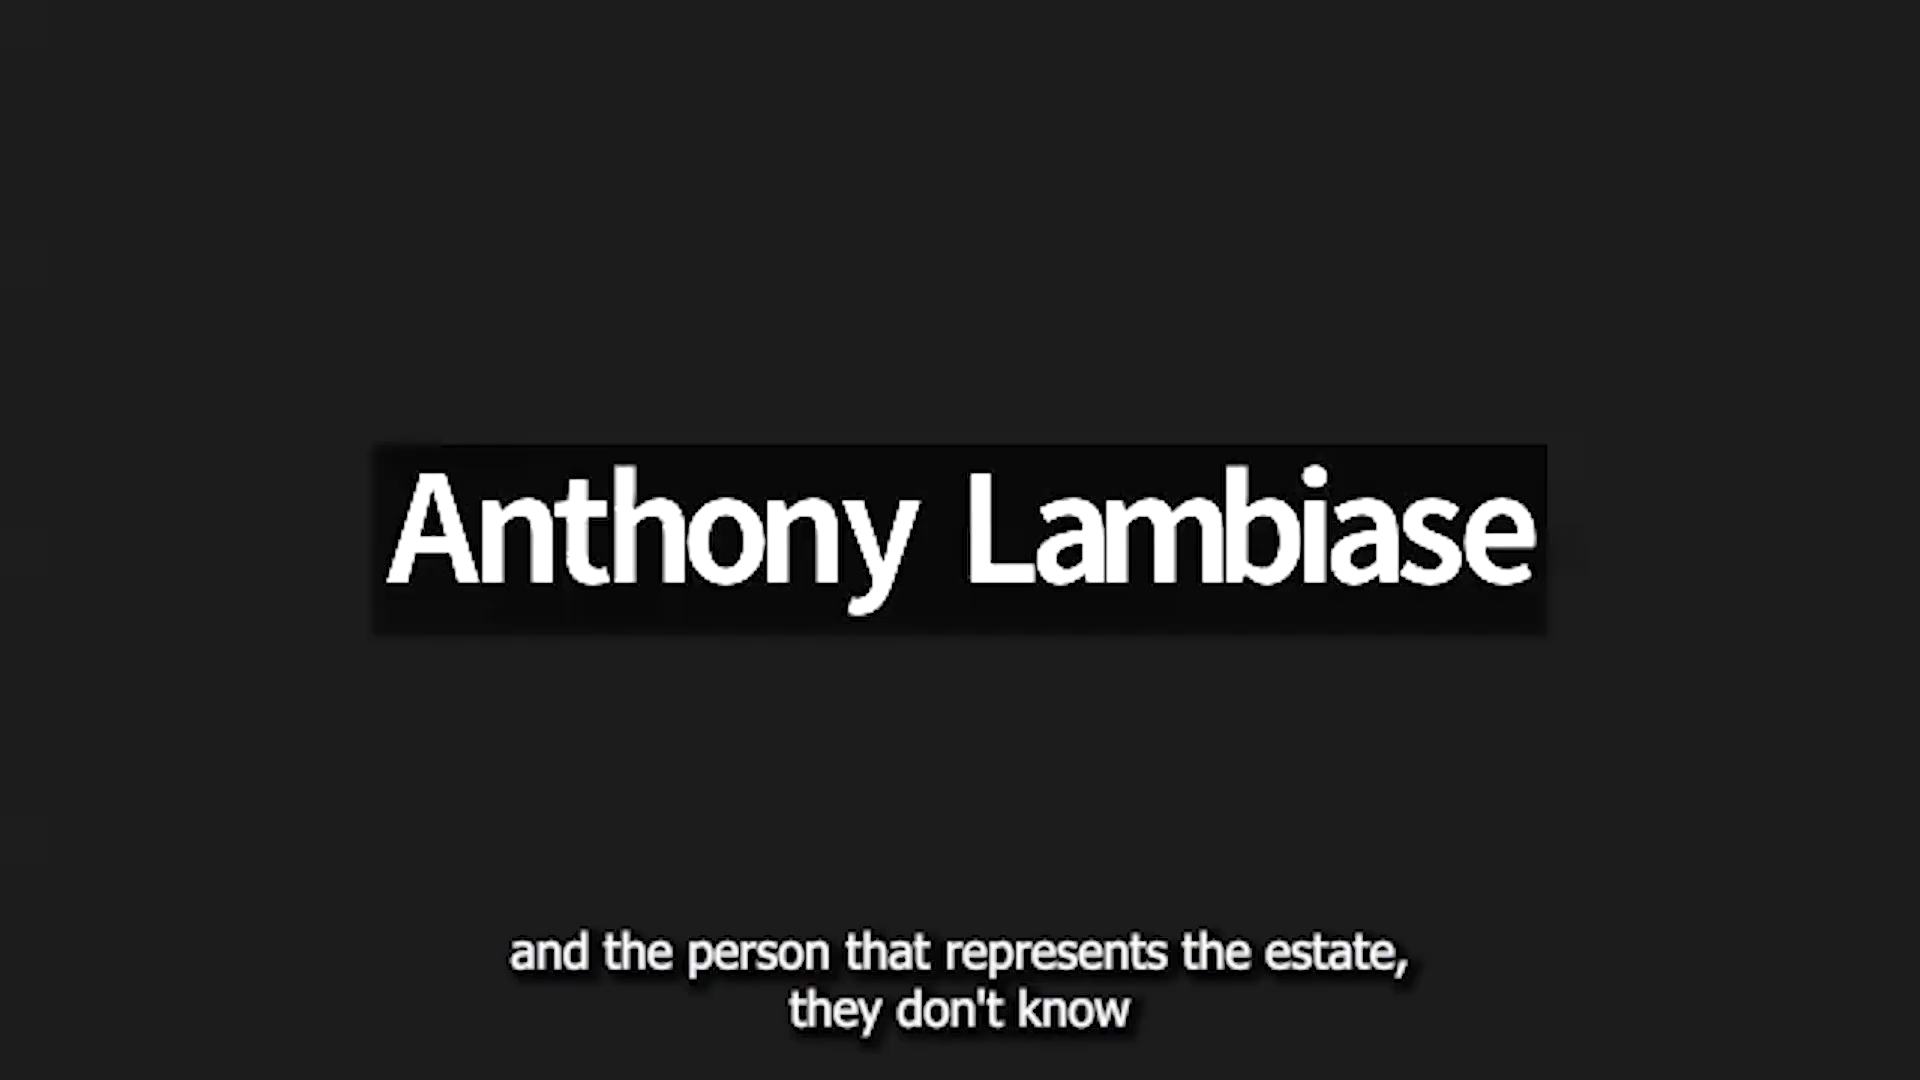 Anthony Lambiase
and the person that represents the estate,
they don't know